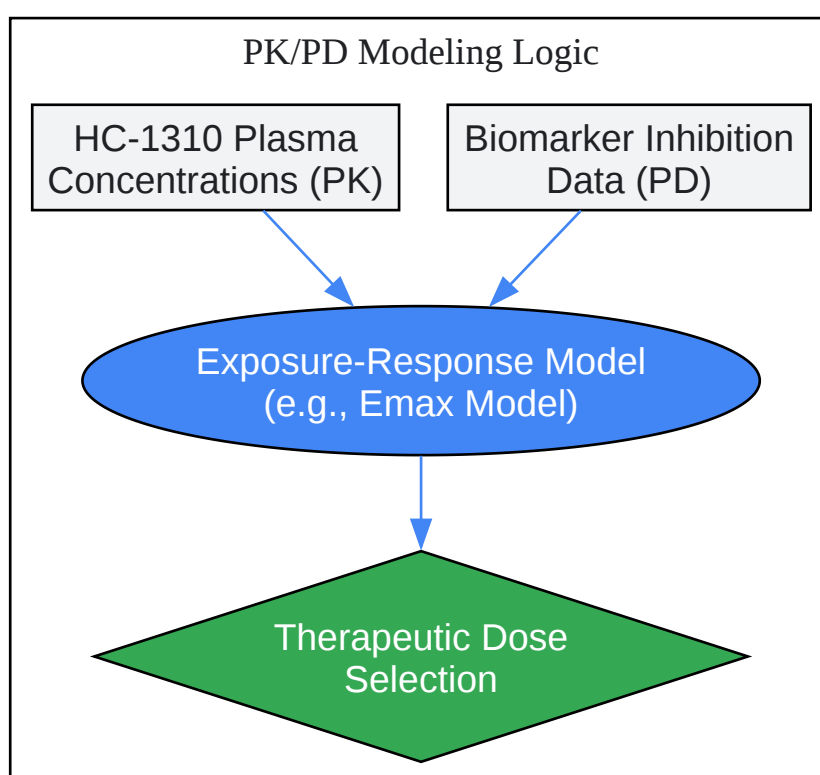 PK/PD Modeling Logic
HC-1310 Plasma
Concentrations (PK)
Biomarker Inhibition
Data (PD)
Exposure-Response Model
(e.g., Emax Model)
Therapeutic Dose
Selection